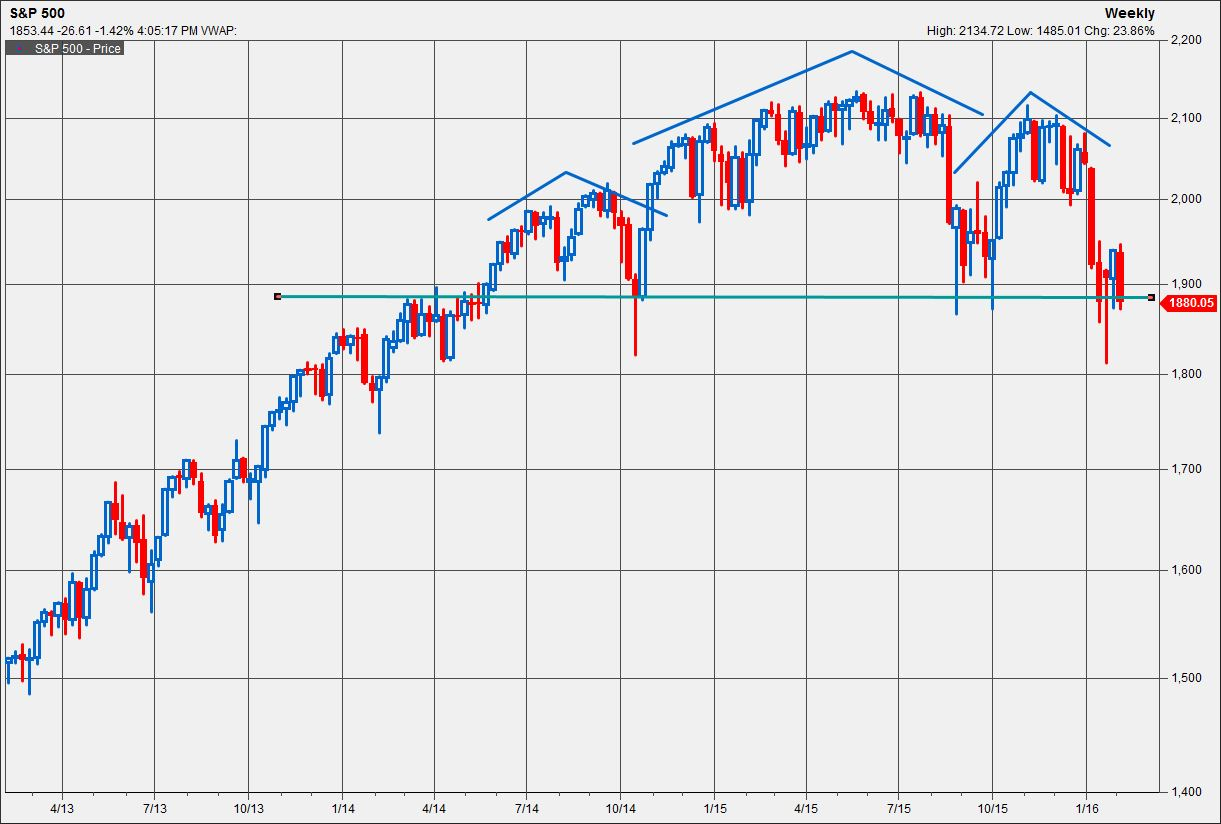 S&P 500
Weekly
1853.44 -26.61 -1.42% 4:05:17 PM VWAP:
High: 2134.72 Low: 1485.01 Chg: 23.86%
S&P 500 - Price
2,200
2,100
2,000
1,900
1880.05
1,800
1,700
1,600
1,500
1,400
4/13 7/13 10/13 1/14 4/14 7/14 10/14 1/15 4/15 7/15 10/15 1/16